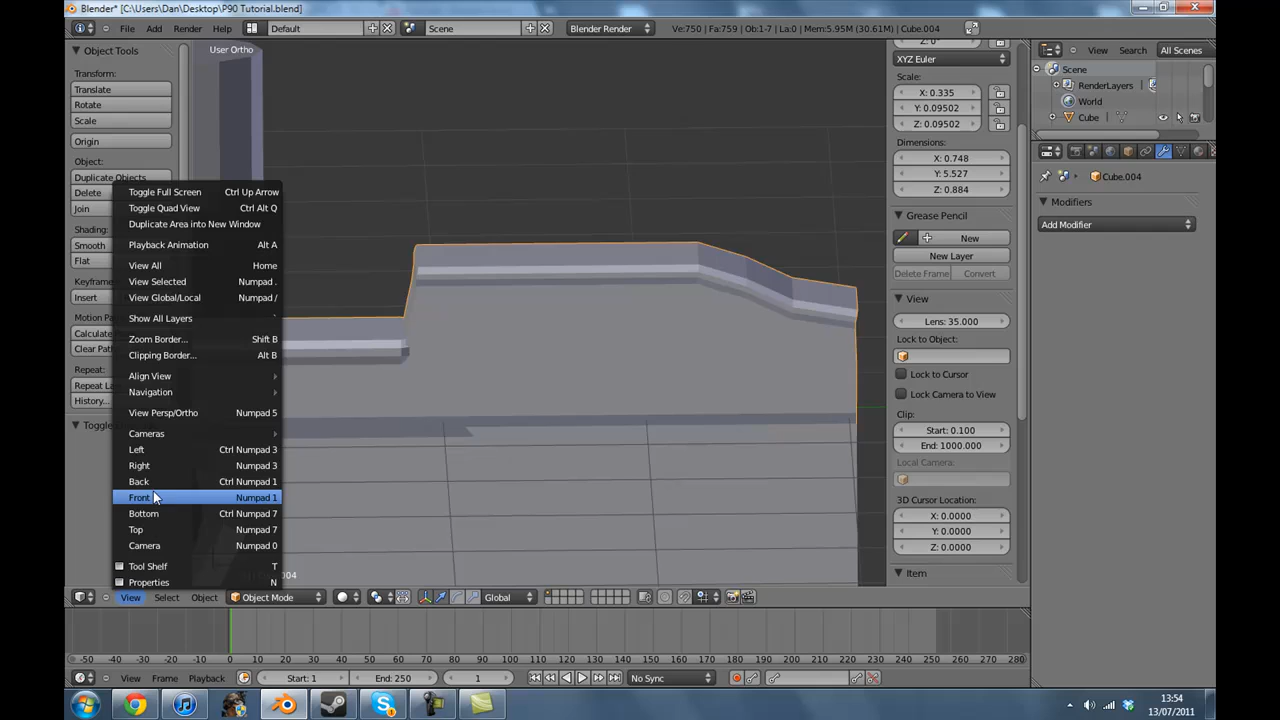 Blender* [C:\Users\Dan\Desktop\P90 Tutorial.blend]
File Add Render Help Default Scene Blender Render Ve:750 | Fa:759 | Ob:1-7 | La:0 | Mem:5.95M (30.61M) | Cube.004
Object Tools
Transform:
Translate
Rotate
Scale
Origin
Object:
Duplicate Objects
Delete
Join
Shading:
Smooth
Flat
Keyframe
Insert
Motion Pa
Calculate
Clear Path
Repeat:
Repeat La
History...
Toggle
User Ortho
Toggle Full Screen Ctrl Up Arrow
Toggle Quad View Ctrl Alt Q
Duplicate Area into New Window
Playback Animation Alt A
View All Home
View Selected Numpad .
View Global/Local Numpad /
Show All Layers `
Zoom Border... Shift B
Clipping Border... Alt B
Align View
Navigation
View Persp/Ortho Numpad 5
Cameras
Left Ctrl Numpad 3
Right Numpad 3
Back Ctrl Numpad 1
Front Numpad 1
Bottom Ctrl Numpad 7
Top Numpad 7
Camera Numpad 0
Tool Shelf T
Properties N
004
View Select Object Object Mode Global
XYZ Euler
Scale:
X: 0.335
Y: 0.09502
Z: 0.09502
Dimensions:
X: 0.748
Y: 5.527
Z: 0.884
Grease Pencil
New
New Layer
Delete Frame Convert
View
Lens: 35.000
Lock to Object:
Lock to Cursor
Lock Camera to View
Clip:
Start: 0.100
End: 1000.000
Local Camera:
3D Cursor Location:
X: 0.0000
Y: 0.0000
Z: 0.0000
Item
View Search All Scenes
Scene
RenderLayers
World
Cube
Cube.004
Modifiers
Add Modifier
-50 -40 -30 -20 -10 0 10 20 30 40 50 60 70 80 90 100 110 120 130 140 150 160 170 180 190 200 210 220 230 240 250 260 270 280
View Frame Playback Start: 1 End: 250 1 No Sync
13:54
13/07/2011